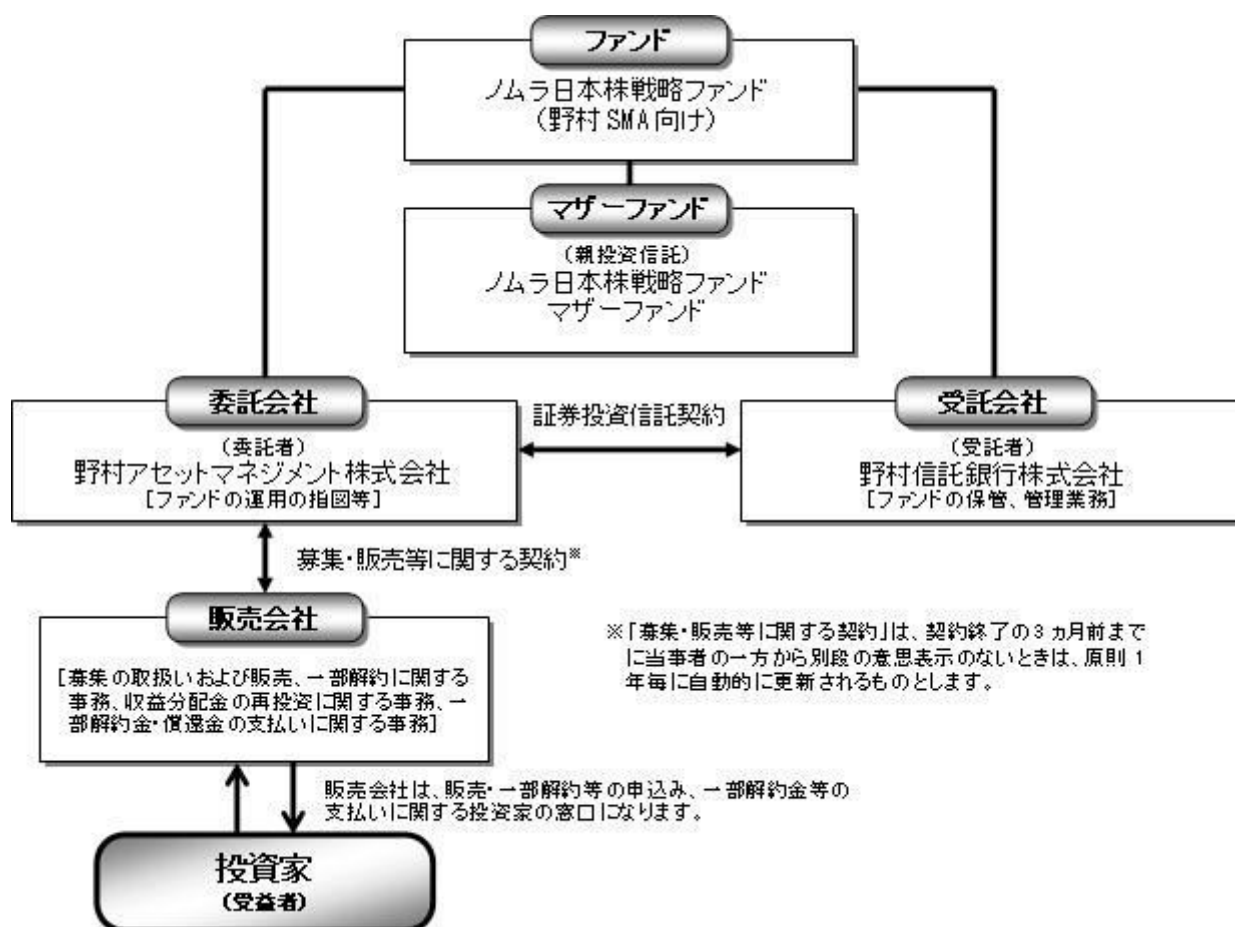 ファンド
ノムラ日本株戦略ファンド
(野村SMA向け)
マザーファンド
(親投資信託)
ノムラ日本株戦略ファンド
マザーファンド
委託会社
(委託者)
野村アセットマネジメント株式会社
[ファンドの運用の指図等]
証券投資信託契約
受託会社
(受託者)
野村信託銀行株式会社
[ファンドの保管、管理業務]
募集・販売等に関する契約※
販売会社
[募集の取扱いおよび販売、一部解約に関する
事務、収益分配金の再投資に関する事務、一
部解約金・償還金の支払いに関する事務]
※「募集・販売等に関する契約」は、契約終了の3ヵ月前まで
に当事者の一方から別段の意思表示のないときは、原則1
年毎に自動的に更新されるものとします。
販売会社は、販売・一部解約等の申込み、一部解約金等の
支払いに関する投資家の窓口になります。
投資家
(受益者)